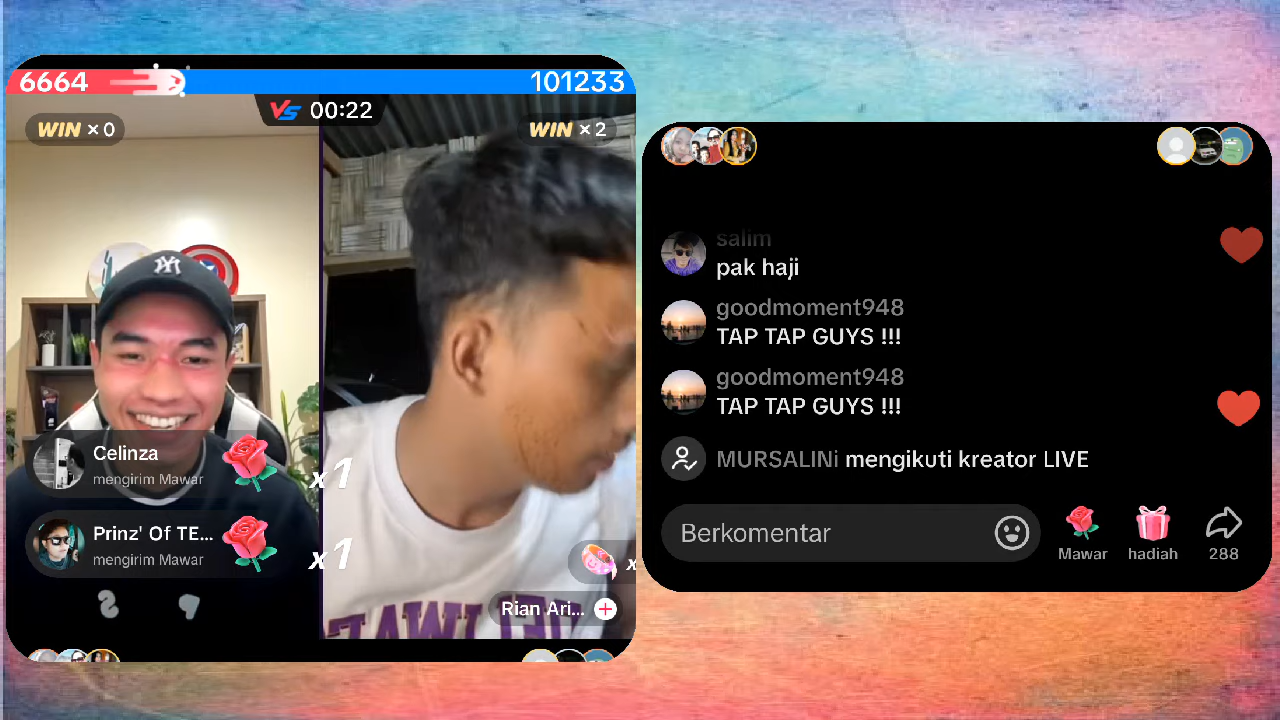 6664
101233
VS 00:22
WIN × 0
WIN × 2
NY
Celinza
mengirim Mawar
x1
Prinz' Of TE...
mengirim Mawar
x1
x
Rian Ari...
salim
pak haji
goodmoment948
TAP TAP GUYS !!!
goodmoment948
TAP TAP GUYS !!!
MURSALINi mengikuti kreator LIVE
Berkomentar
Mawar
hadiah
288